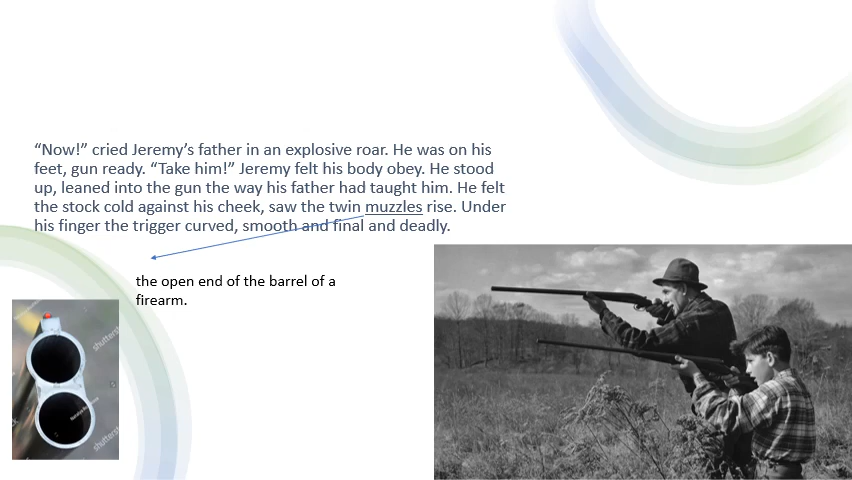 “Now!” cried Jeremy’s father in an explosive roar. He was on his
feet, gun ready. “Take him!” Jeremy felt his body obey. He stood
up, leaned into the gun the way his father had taught him. He felt
the stock cold against his cheek, saw the twin muzzles rise. Under
his finger the trigger curved, smooth and final and deadly.
the open end of the barrel of a
firearm.